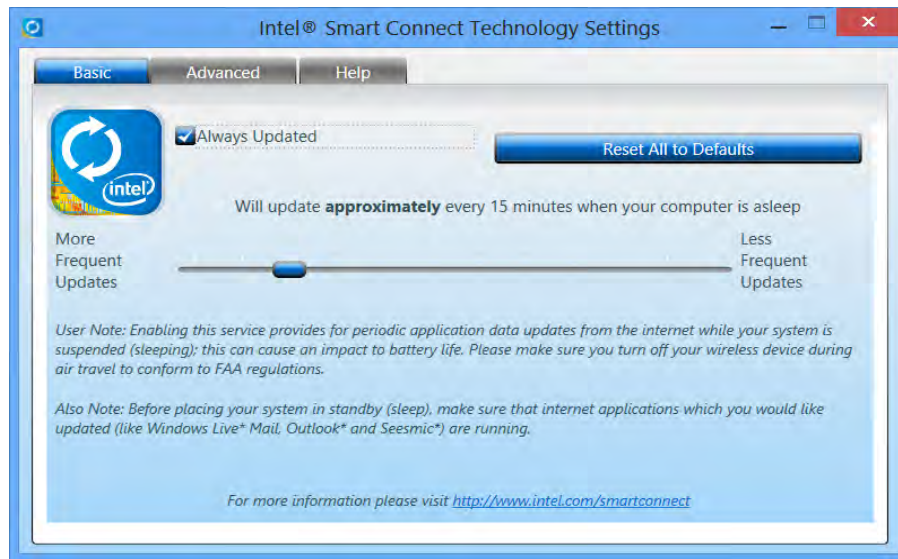 Intel® Smart Connect Technology Settings
Basic Advanced Help
Always Updated
Reset All to Defaults
intel®
Will update approximately every 15 minutes when your computer is asleep
More
Frequent
Updates
Less
Frequent
Updates
User Note: Enabling this service provides for periodic application data updates from the internet while your system is
suspended (sleeping); this can cause an impact to battery life. Please make sure you turn off your wireless device during
air travel to conform to FAA regulations.
Also Note: Before placing your system in standby (sleep), make sure that internet applications which you would like
updated (like Windows Live* Mail, Outlook* and Seesmic*) are running.
For more information please visit http://www.intel.com/smartconnect